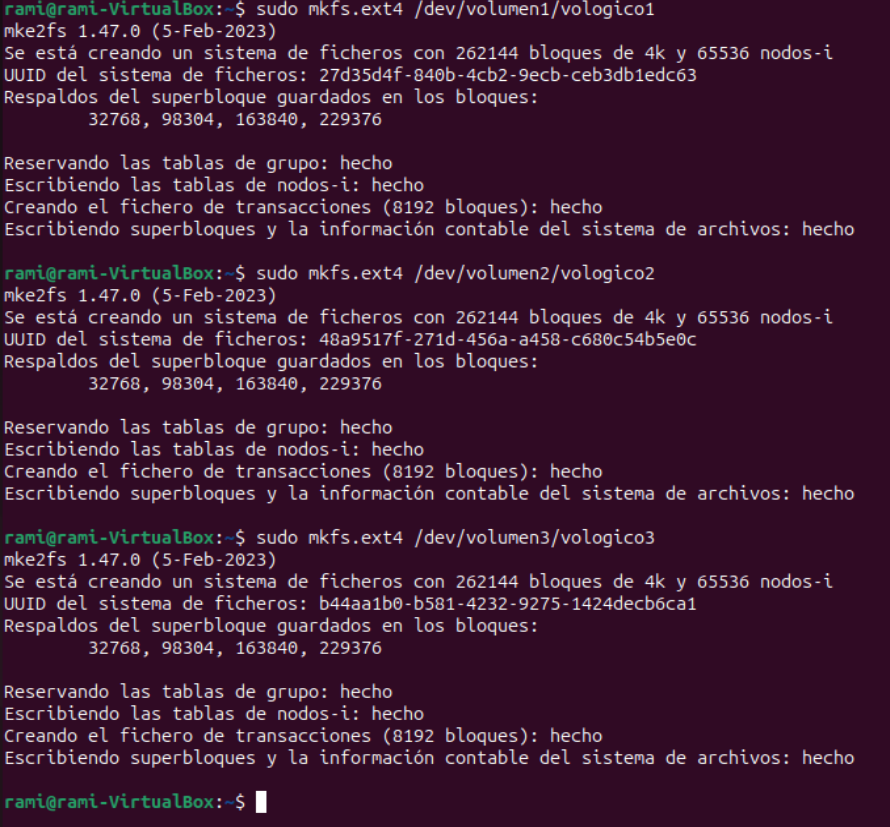 rami@rami-VirtualBox:~$ sudo mkfs.ext4 /dev/volumen1/vologico1
mke2fs 1.47.0 (5-Feb-2023)
Se está creando un sistema de ficheros con 262144 bloques de 4k y 65536 nodos-i
UUID del sistema de ficheros: 27d35d4f-840b-4cb2-9ecb-ceb3db1edc63
Respaldos del superbloque guardados en los bloques:
        32768, 98304, 163840, 229376

Reservando las tablas de grupo: hecho
Escribiendo las tablas de nodos-i: hecho
Creando el fichero de transacciones (8192 bloques): hecho
Escribiendo superbloques y la información contable del sistema de archivos: hecho

rami@rami-VirtualBox:~$ sudo mkfs.ext4 /dev/volumen2/vologico2
mke2fs 1.47.0 (5-Feb-2023)
Se está creando un sistema de ficheros con 262144 bloques de 4k y 65536 nodos-i
UUID del sistema de ficheros: 48a9517f-271d-456a-a458-c680c54b5e0c
Respaldos del superbloque guardados en los bloques:
        32768, 98304, 163840, 229376

Reservando las tablas de grupo: hecho
Escribiendo las tablas de nodos-i: hecho
Creando el fichero de transacciones (8192 bloques): hecho
Escribiendo superbloques y la información contable del sistema de archivos: hecho

rami@rami-VirtualBox:~$ sudo mkfs.ext4 /dev/volumen3/vologico3
mke2fs 1.47.0 (5-Feb-2023)
Se está creando un sistema de ficheros con 262144 bloques de 4k y 65536 nodos-i
UUID del sistema de ficheros: b44aa1b0-b581-4232-9275-1424decb6ca1
Respaldos del superbloque guardados en los bloques:
        32768, 98304, 163840, 229376

Reservando las tablas de grupo: hecho
Escribiendo las tablas de nodos-i: hecho
Creando el fichero de transacciones (8192 bloques): hecho
Escribiendo superbloques y la información contable del sistema de archivos: hecho

rami@rami-VirtualBox:~$